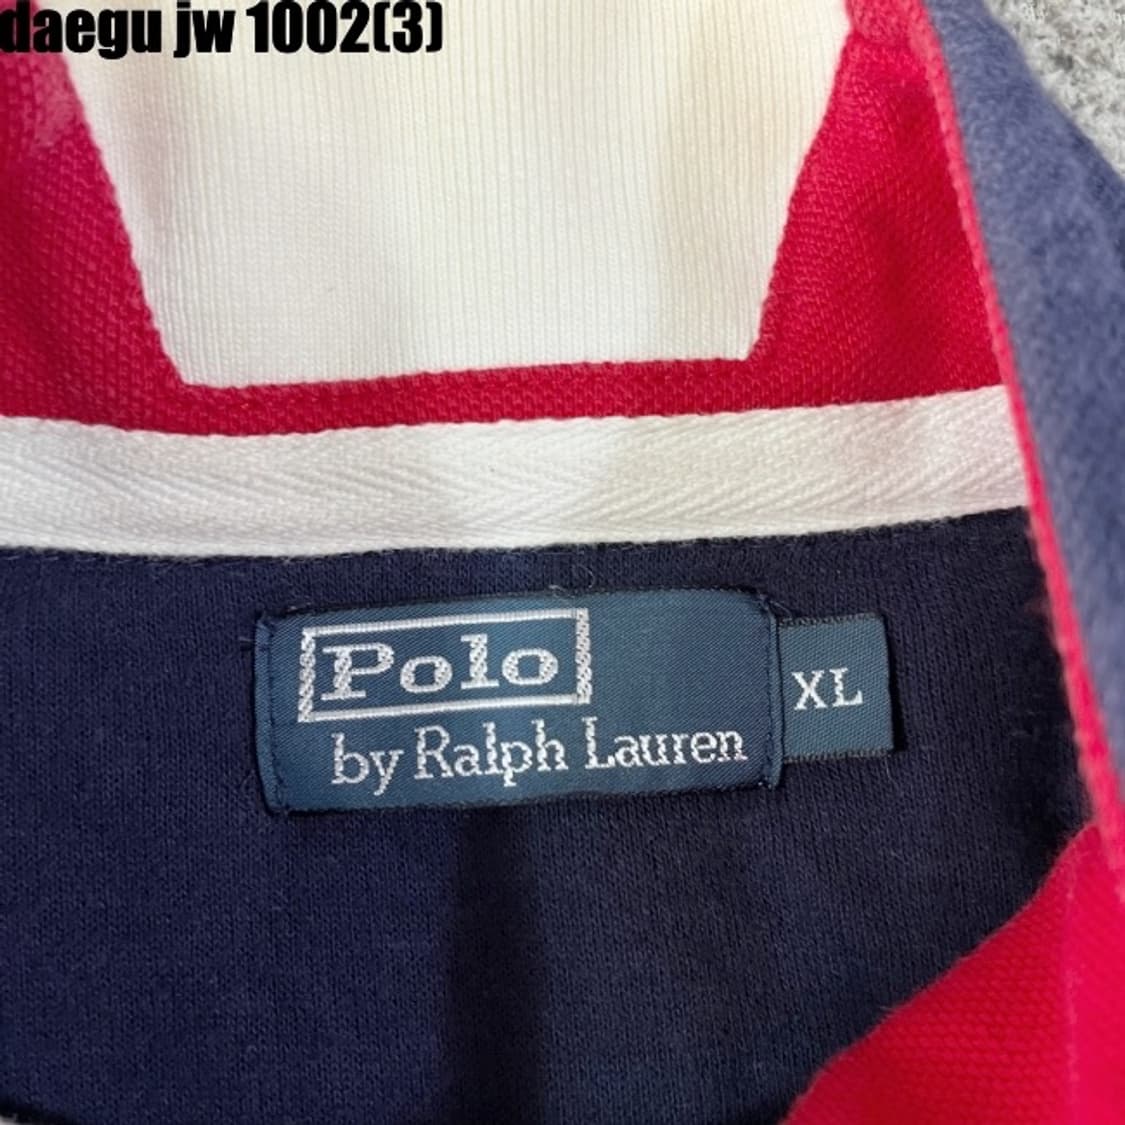 daegu jw 1002(3)
Polo
by Ralph Lauren
XL